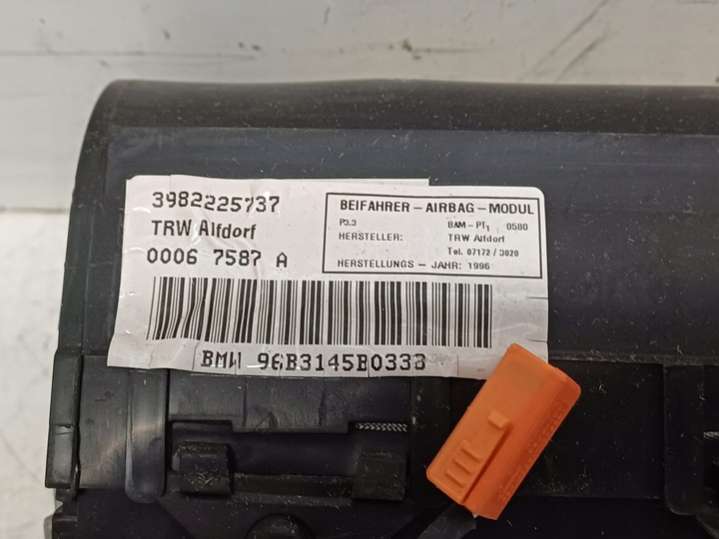 3982225737
TRW Alfdorf
0006 7587 A
BEIFAHRER – AIRBAG – MODUL
P3.3 BAM – PT1 0580
HERSTELLER: TRW Alfdorf
Tel. 07172 / 3020
HERSTELLUNGS – JAHR: 1996
BMW 96B3145B0333